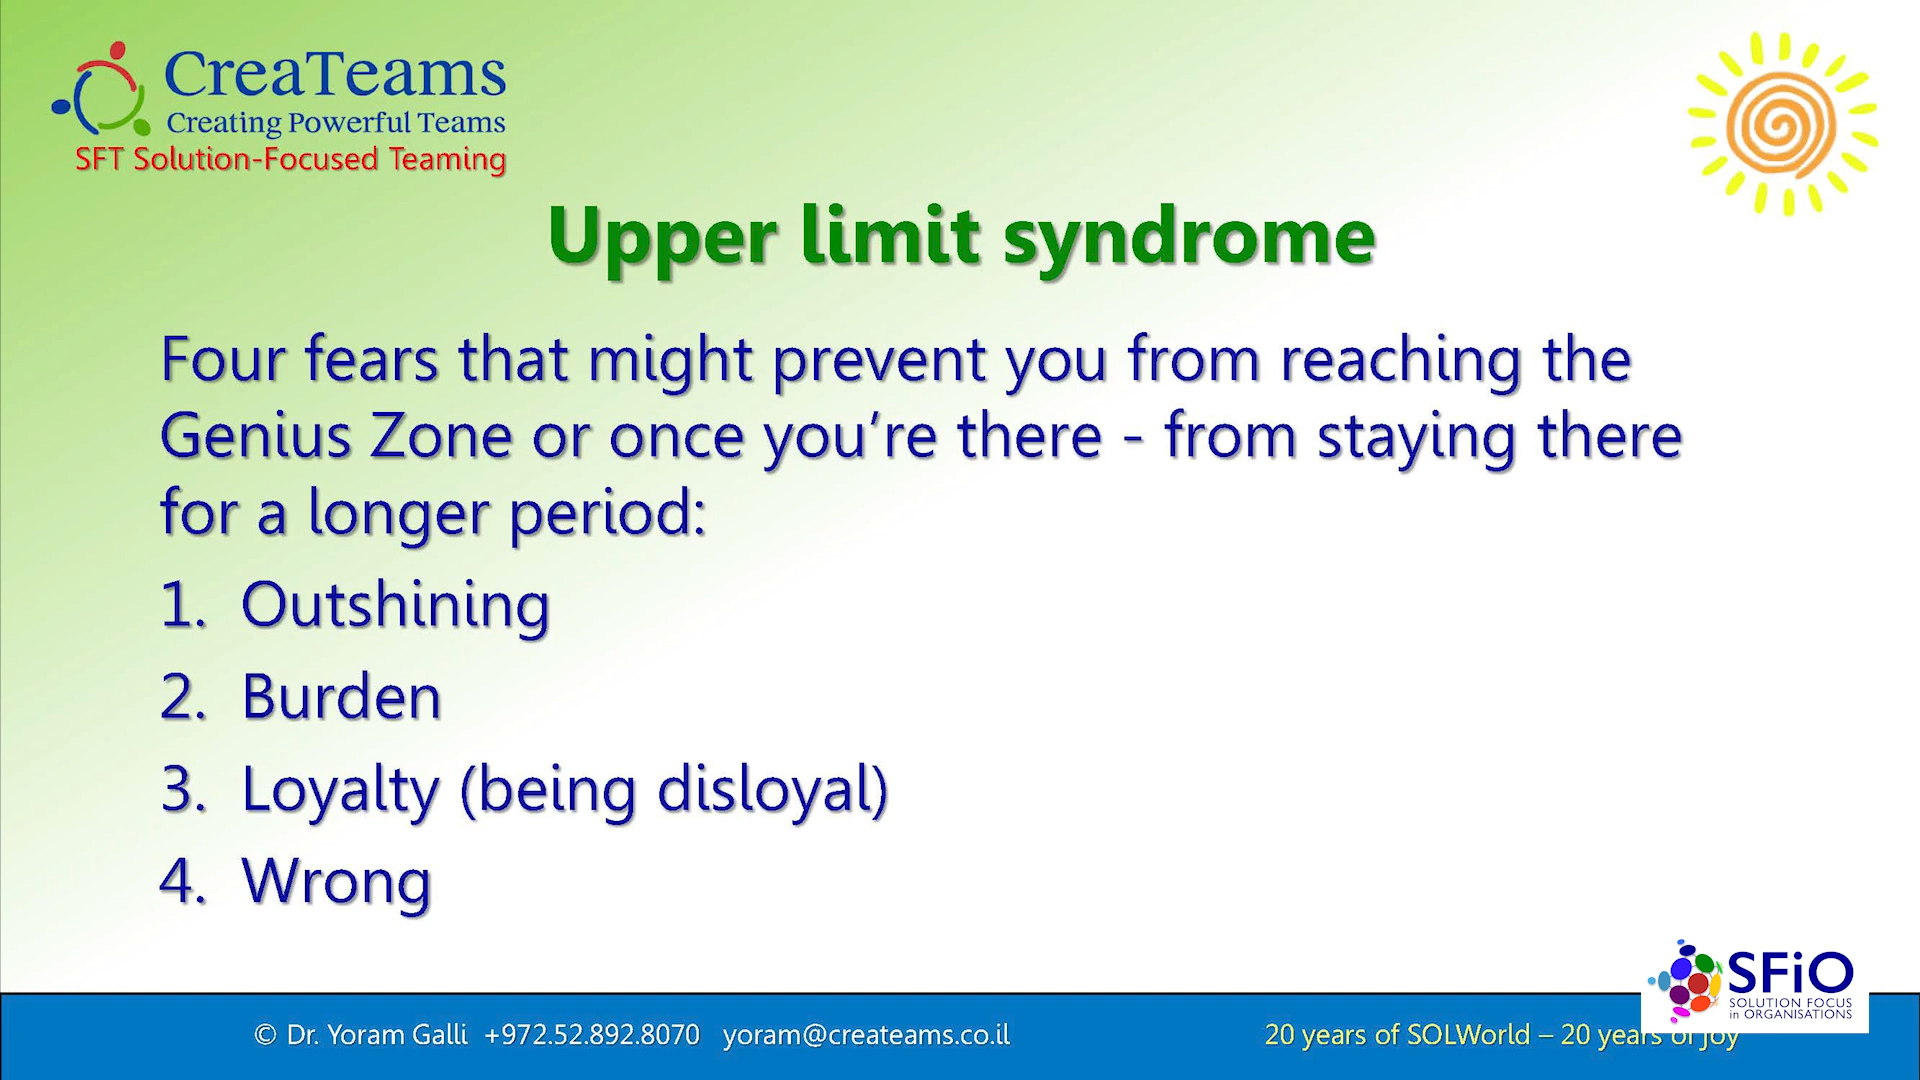 CreaTeams
Creating Powerful Teams
SFT Solution-Focused Teaming
Upper limit syndrome
Four fears that might prevent you from reaching the
Genius Zone or once you’re there - from staying there
for a longer period:
1. Outshining
2. Burden
3. Loyalty (being disloyal)
4. Wrong
SFiO
SOLUTION FOCUS
in ORGANISATIONS
© Dr. Yoram Galli +972.52.892.8070 yoram@createams.co.il
20 years of SOLWorld – 20 years of joy